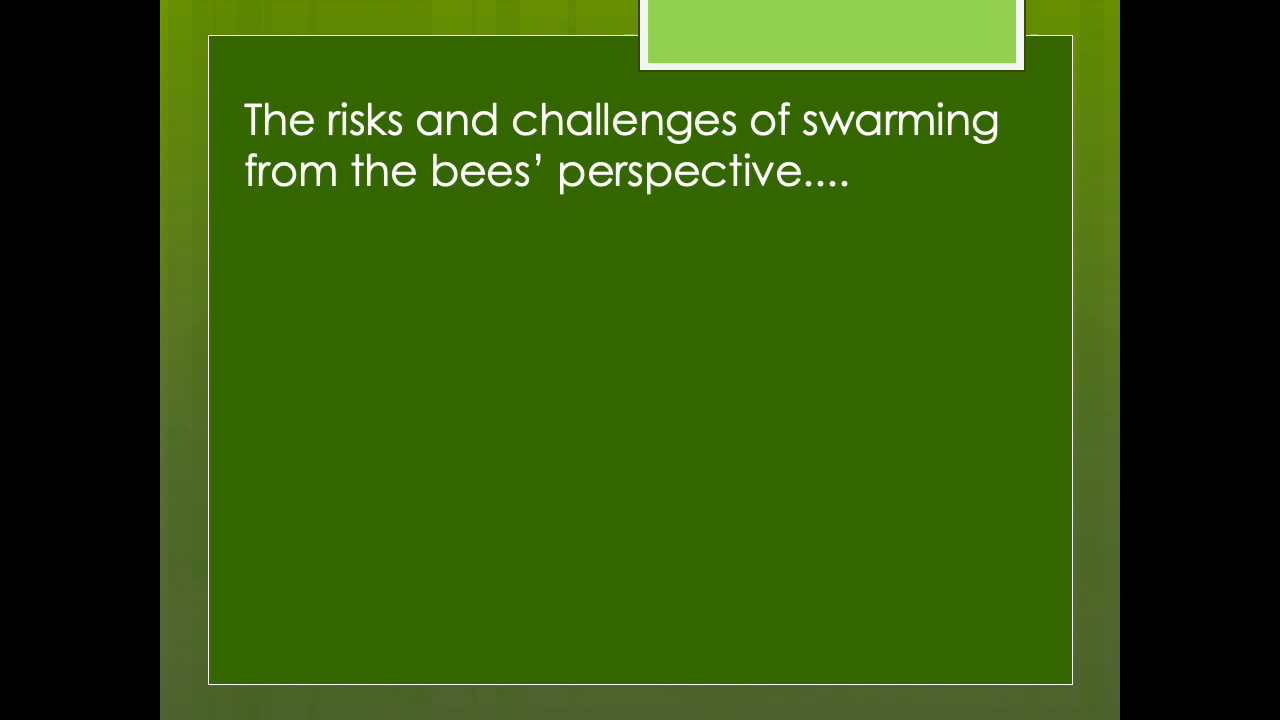 The risks and challenges of swarming
from the bees’ perspective....